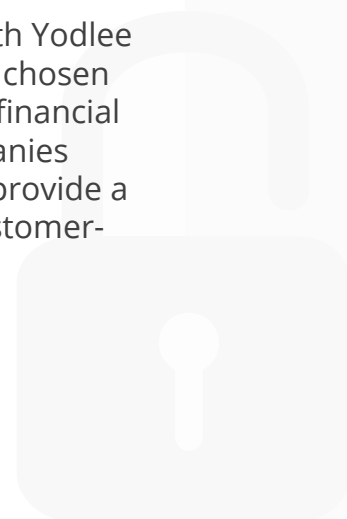 th Yodlee
chosen
financial
anies
provide a
stomer-